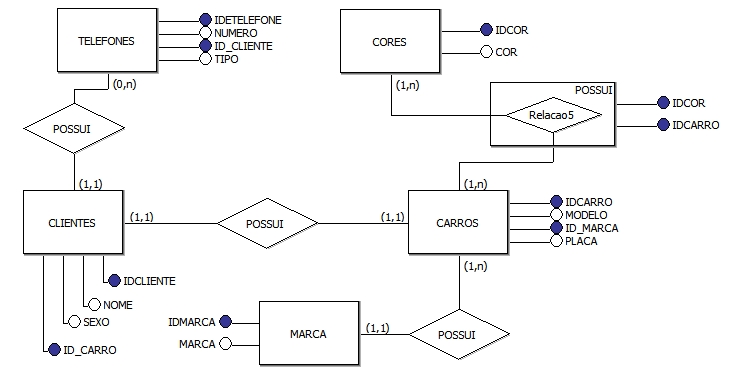 TELEFONES
IDETELEFONE
NUMERO
ID_CLIENTE
TIPO
CORES
IDCOR
COR
(0,n)
(1,n)
POSSUI
Relacao5
IDCOR
IDCARRO
POSSUI
(1,1)
(1,n)
CLIENTES
(1,1)
POSSUI
(1,1)
CARROS
IDCARRO
MODELO
ID_MARCA
PLACA
(1,n)
IDCLIENTE
NOME
SEXO
ID_CARRO
IDMARCA
MARCA
MARCA
(1,1)
POSSUI